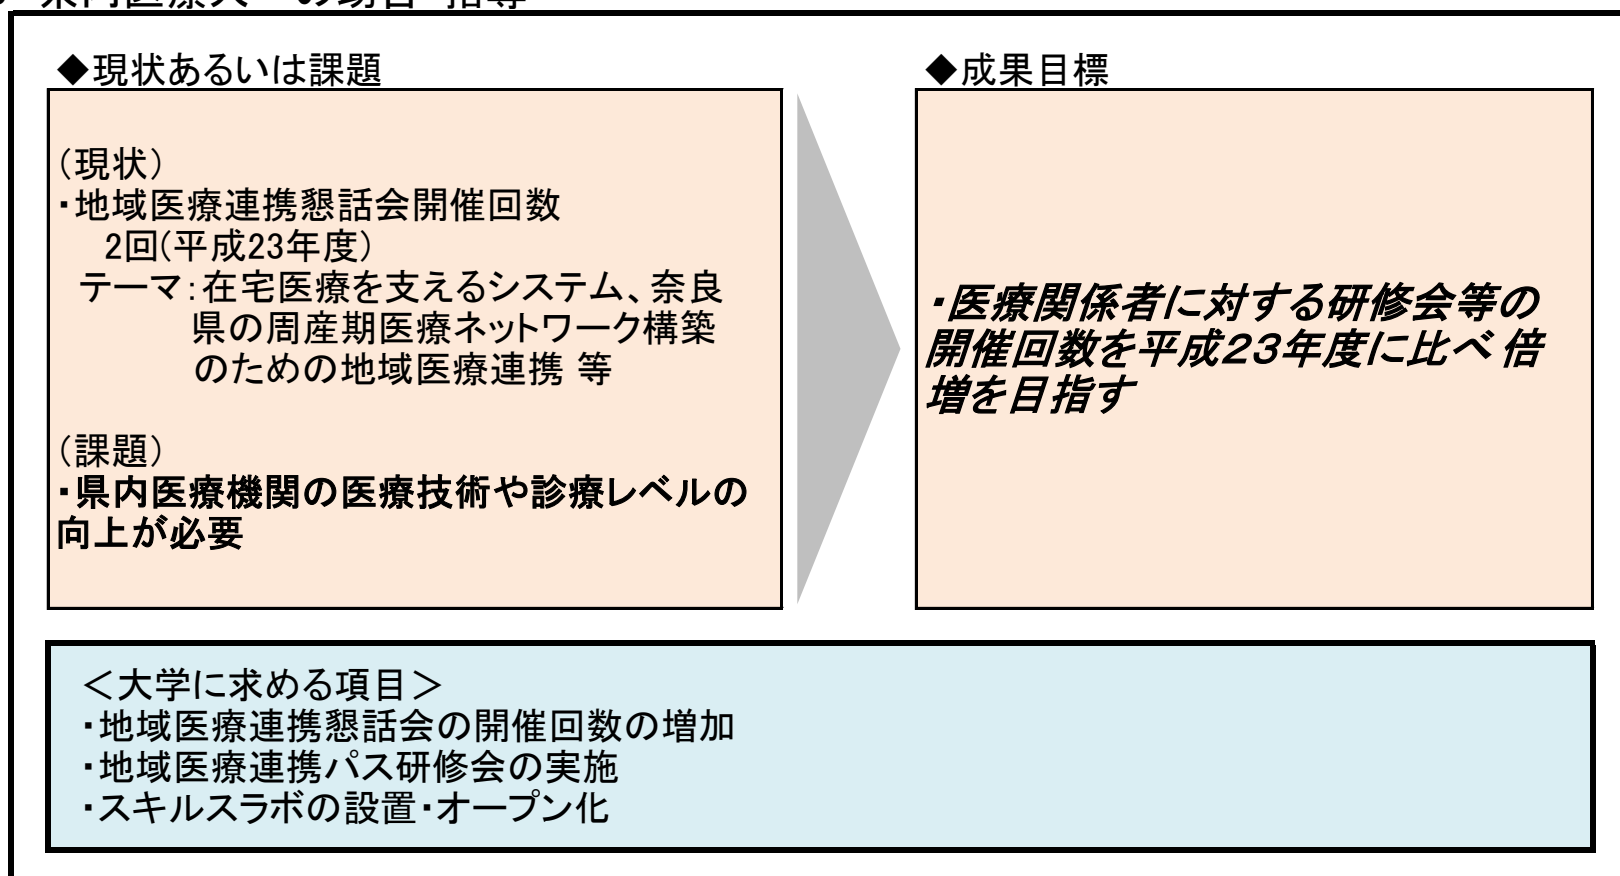 ◆現状あるいは課題
（現状）
・地域医療連携懇話会開催回数
2回(平成23年度)
テーマ：在宅医療を支えるシステム、奈良
県の周産期医療ネットワーク構築
のための地域医療連携 等
（課題）
・県内医療機関の医療技術や診療レベルの
向上が必要
◆成果目標
・医療関係者に対する研修会等の
開催回数を平成２３年度に比べ倍
増を目指す
＜大学に求める項目＞
・地域医療連携懇話会の開催回数の増加
・地域医療連携パス研修会の実施
・スキルスラボの設置・オープン化